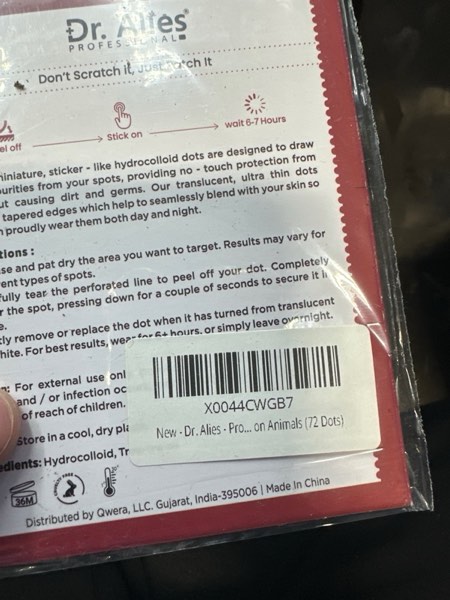 Dr. Alies®
PROFESSIONAL
Don't Scratch it, Just Patch It
el off
Stick on
wait 6-7 Hours
iniature, sticker - like hydrocolloid dots are designed to draw
purities from your spots, providing no - touch protection from
ut causing dirt and germs. Our translucent, ultra thin dots
tapered edges which help to seamlessly blend with your skin so
n proudly wear them both day and night.
tions :
se and pat dry the area you want to target. Results may vary for
rent types of spots.
fully tear the perforated line to peel off your dot. Completely
r the spot, pressing down for a couple of seconds to secure it i
e.
tly remove or replace the dot when it has turned from translucent
hite. For best results, wear for 6+ hours, or simply leave overnight.
n: For external use onl
and / or infection oc
of reach of children.
Store in a cool, dry pla
edients: Hydrocolloid, Tr
X0044CWGB7
New - Dr. Alies - Pro... on Animals (72 Dots)
36M
Distributed by Qwera, LLC. Gujarat, India-395006 | Made In China